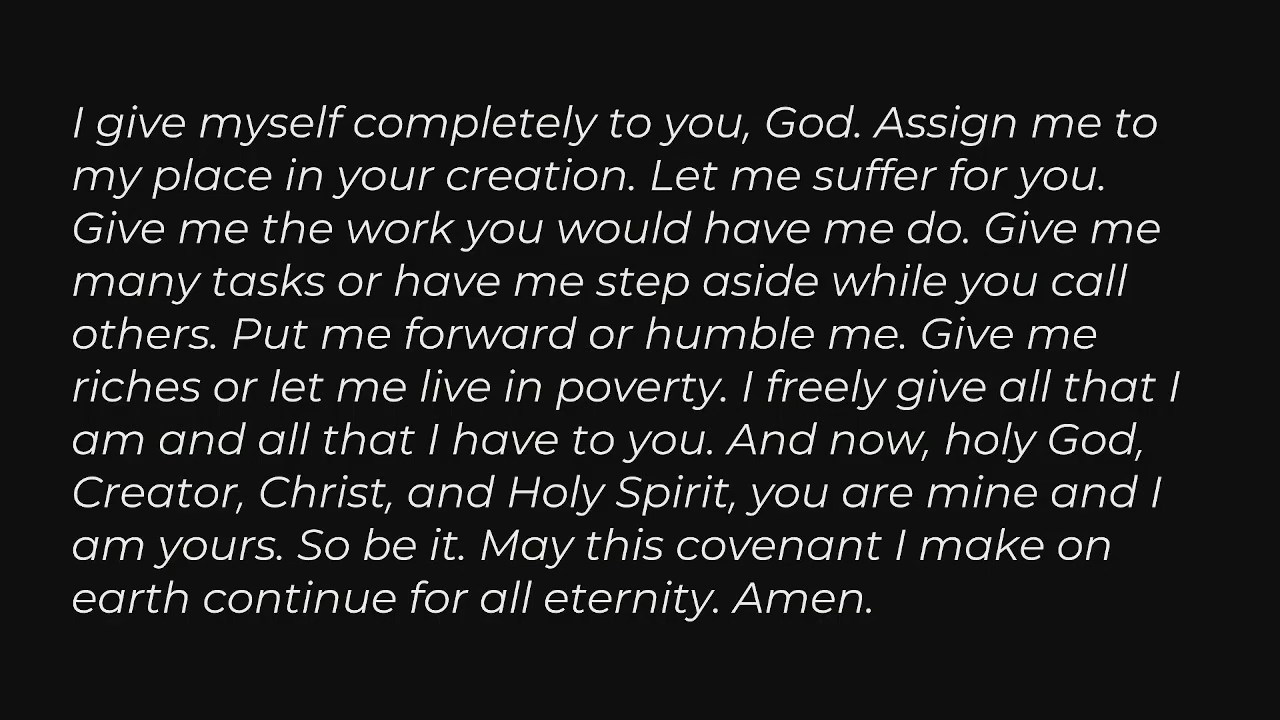 I give myself completely to you, God. Assign me to
my place in your creation. Let me suffer for you.
Give me the work you would have me do. Give me
many tasks or have me step aside while you call
others. Put me forward or humble me. Give me
riches or let me live in poverty. I freely give all that I
am and all that I have to you. And now, holy God,
Creator, Christ, and Holy Spirit, you are mine and I
am yours. So be it. May this covenant I make on
earth continue for all eternity. Amen.